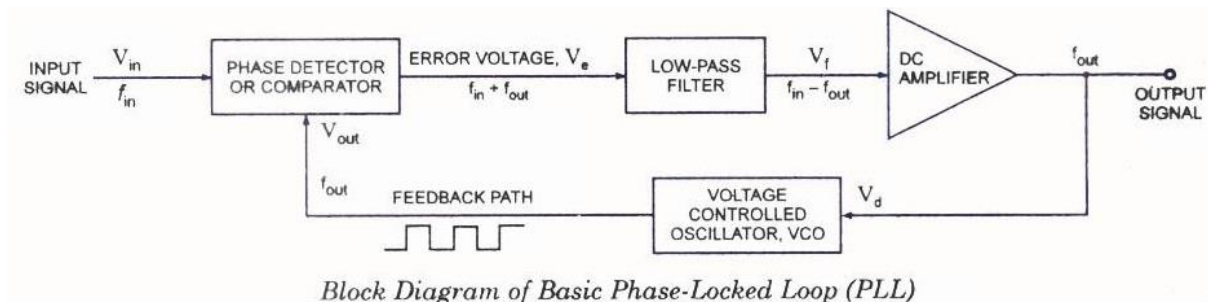 INPUT
SIGNAL
V_in
f_in
PHASE DETECTOR
OR COMPARATOR
ERROR VOLTAGE, V_e
f_in + f_out
LOW-PASS
FILTER
V_f
f_in − f_out
DC
AMPLIFIER
f_out
OUTPUT
SIGNAL
V_out
f_out
FEEDBACK PATH
VOLTAGE
CONTROLLED
OSCILLATOR, VCO
V_d
Block Diagram of Basic Phase-Locked Loop (PLL)